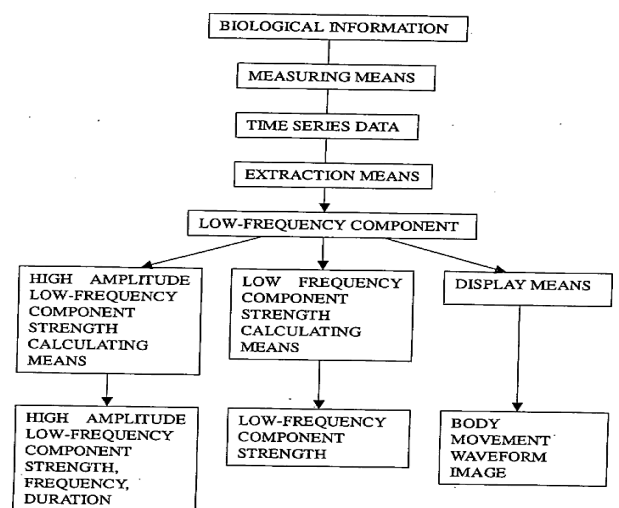 BIOLOGICAL INFORMATION
MEASURING MEANS
TIME SERIES DATA
EXTRACTION MEANS
LOW-FREQUENCY COMPONENT
HIGH AMPLITUDE
LOW-FREQUENCY
COMPONENT
STRENGTH
CALCULATING
MEANS
LOW FREQUENCY
COMPONENT
STRENGTH
CALCULATING
MEANS
DISPLAY MEANS
HIGH AMPLITUDE
LOW-FREQUENCY
COMPONENT
STRENGTH,
FREQUENCY,
DURATION
LOW-FREQUENCY
COMPONENT
STRENGTH
BODY
MOVEMENT
WAVEFORM
IMAGE